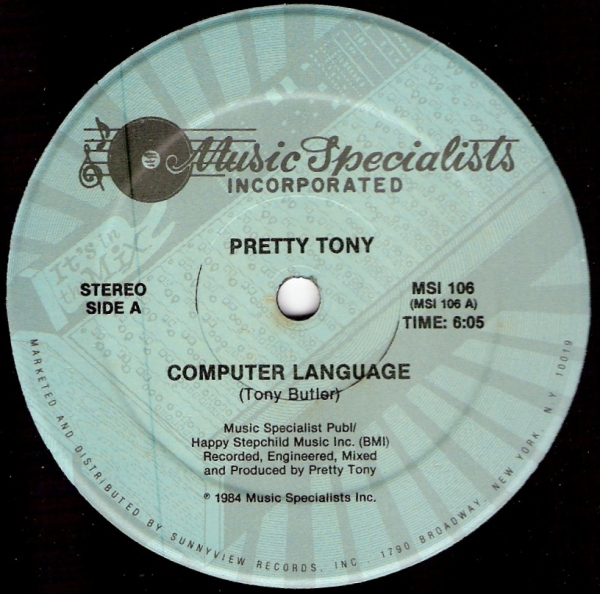 Music Specialists
INCORPORATED
It's In
the Mix
PRETTY TONY
STEREO
SIDE A
MSI 106
(MSI 106 A)
TIME: 6:05
COMPUTER LANGUAGE
(Tony Butler)
Music Specialist Publ/
Happy Stepchild Music Inc. (BMI)
Recorded, Engineered, Mixed
and Produced by Pretty Tony
℗ 1984 Music Specialists Inc.
MARKETED AND DISTRIBUTED BY SUNNYVIEW RECORDS, INC., 1790 BROADWAY, NEW YORK, N.Y. 10019